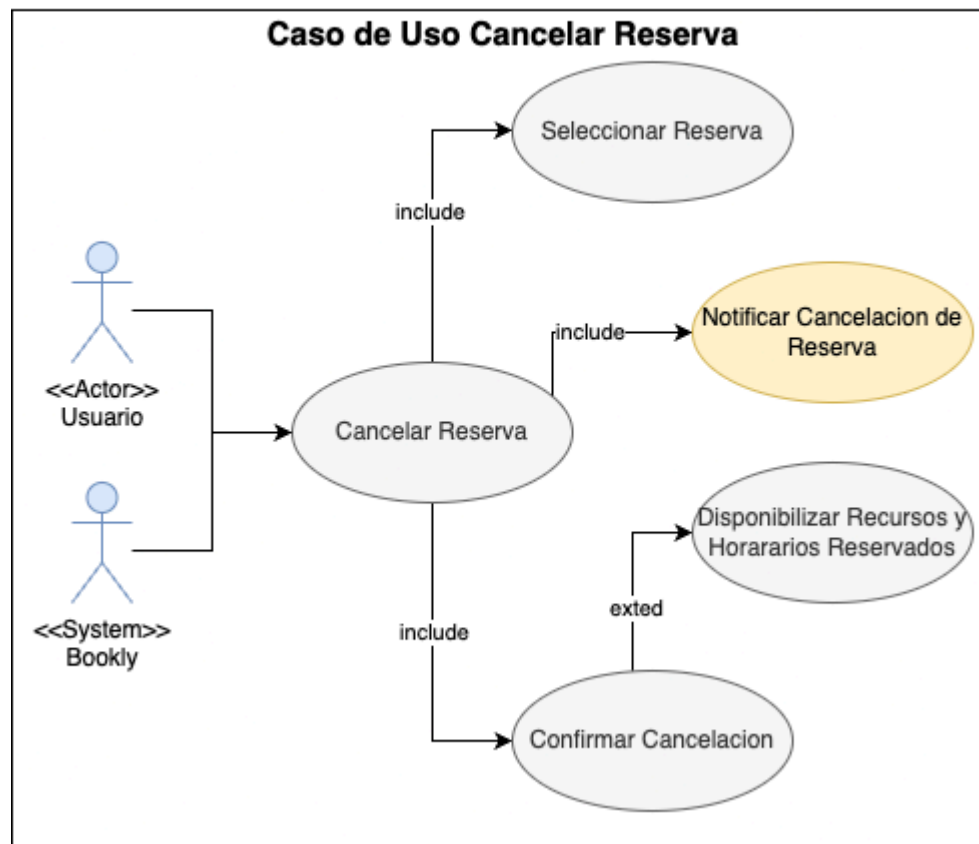 Caso de Uso Cancelar Reserva
Seleccionar Reserva
include
Notificar Cancelacion de
Reserva
include
<<Actor>>
Usuario
Cancelar Reserva
Disponibilizar Recursos y
Horararios Reservados
exted
<<System>>
Bookly
include
Confirmar Cancelacion